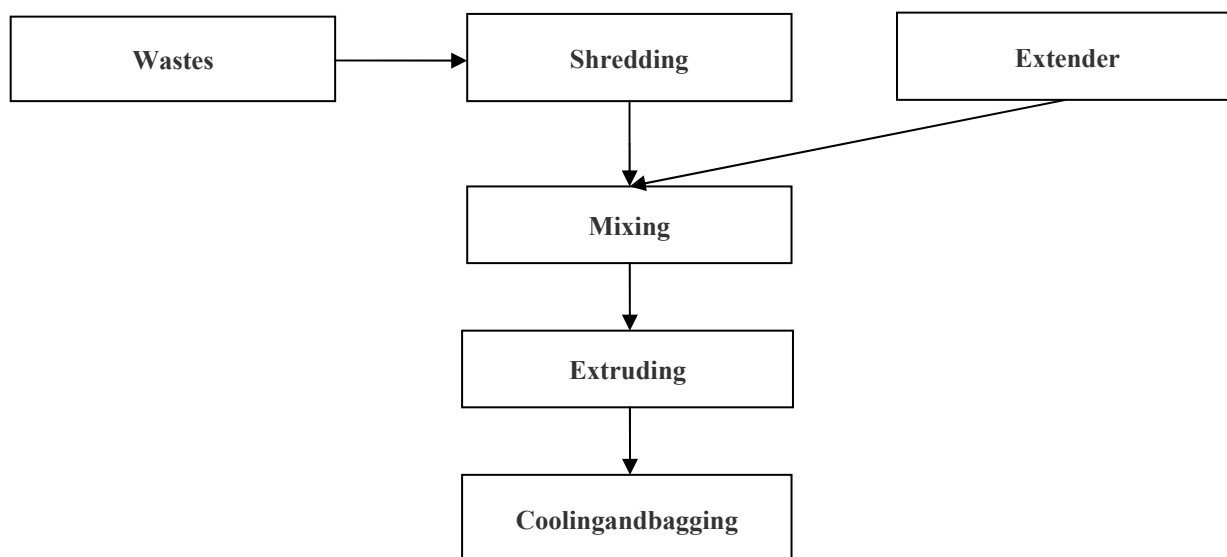 Wastes
Shredding
Extender
Mixing
Extruding
Coolingandbagging